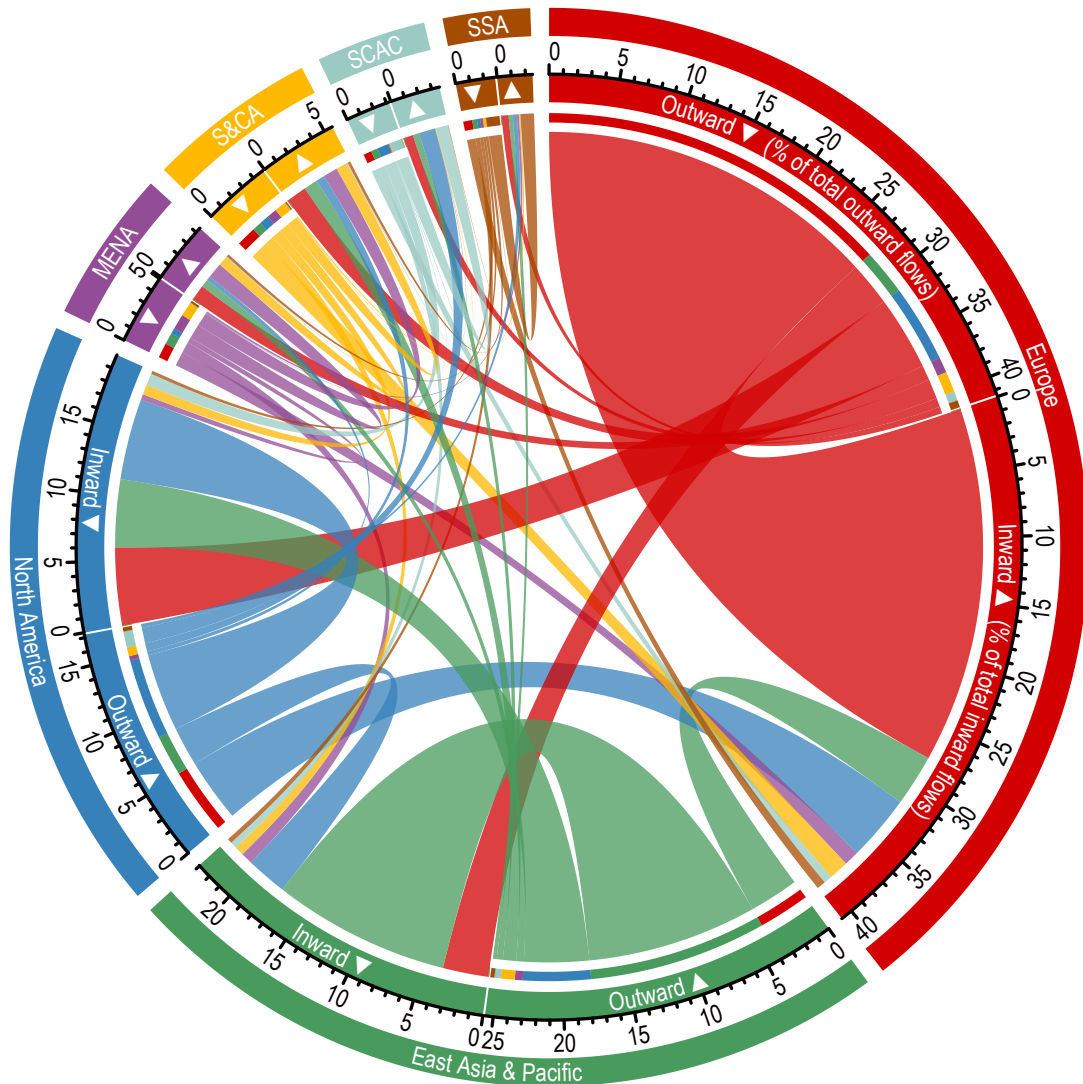 SSA
0 0
SCAC
0 0
S&CA
0 0 5
MENA
0 50
Europe
Outward ▼ (% of total outward flows)
0 5 10 15 20 25 30 35 40
Inward ▲ (% of total inward flows)
0 5 10 15 20 25 30 35 40
East Asia & Pacific
Outward ▲
0 5 10 15 20 25
Inward ▼
0 5 10 15 20
North America
Outward ▼
0 5 10 15
Inward ▲
0 5 10 15